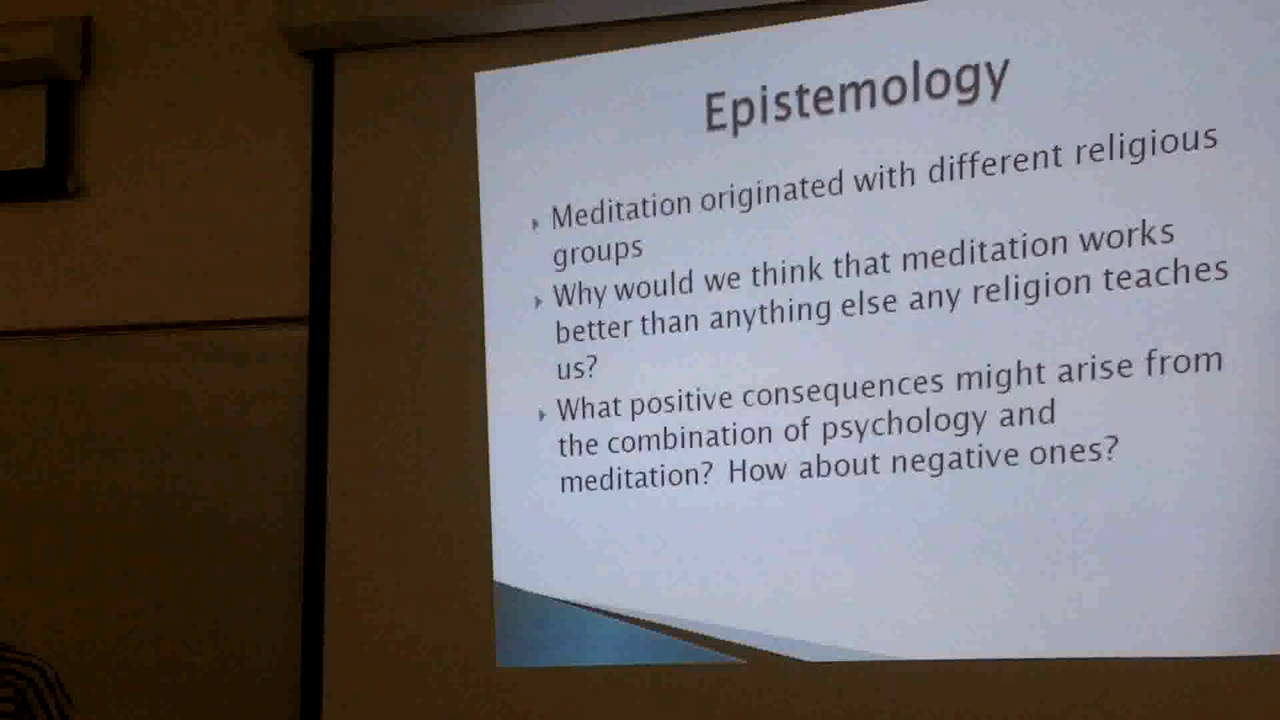 Epistemology
Meditation originated with different religious
groups
Why would we think that meditation works
better than anything else any religion teaches
us?
What positive consequences might arise from
the combination of psychology and
meditation? How about negative ones?